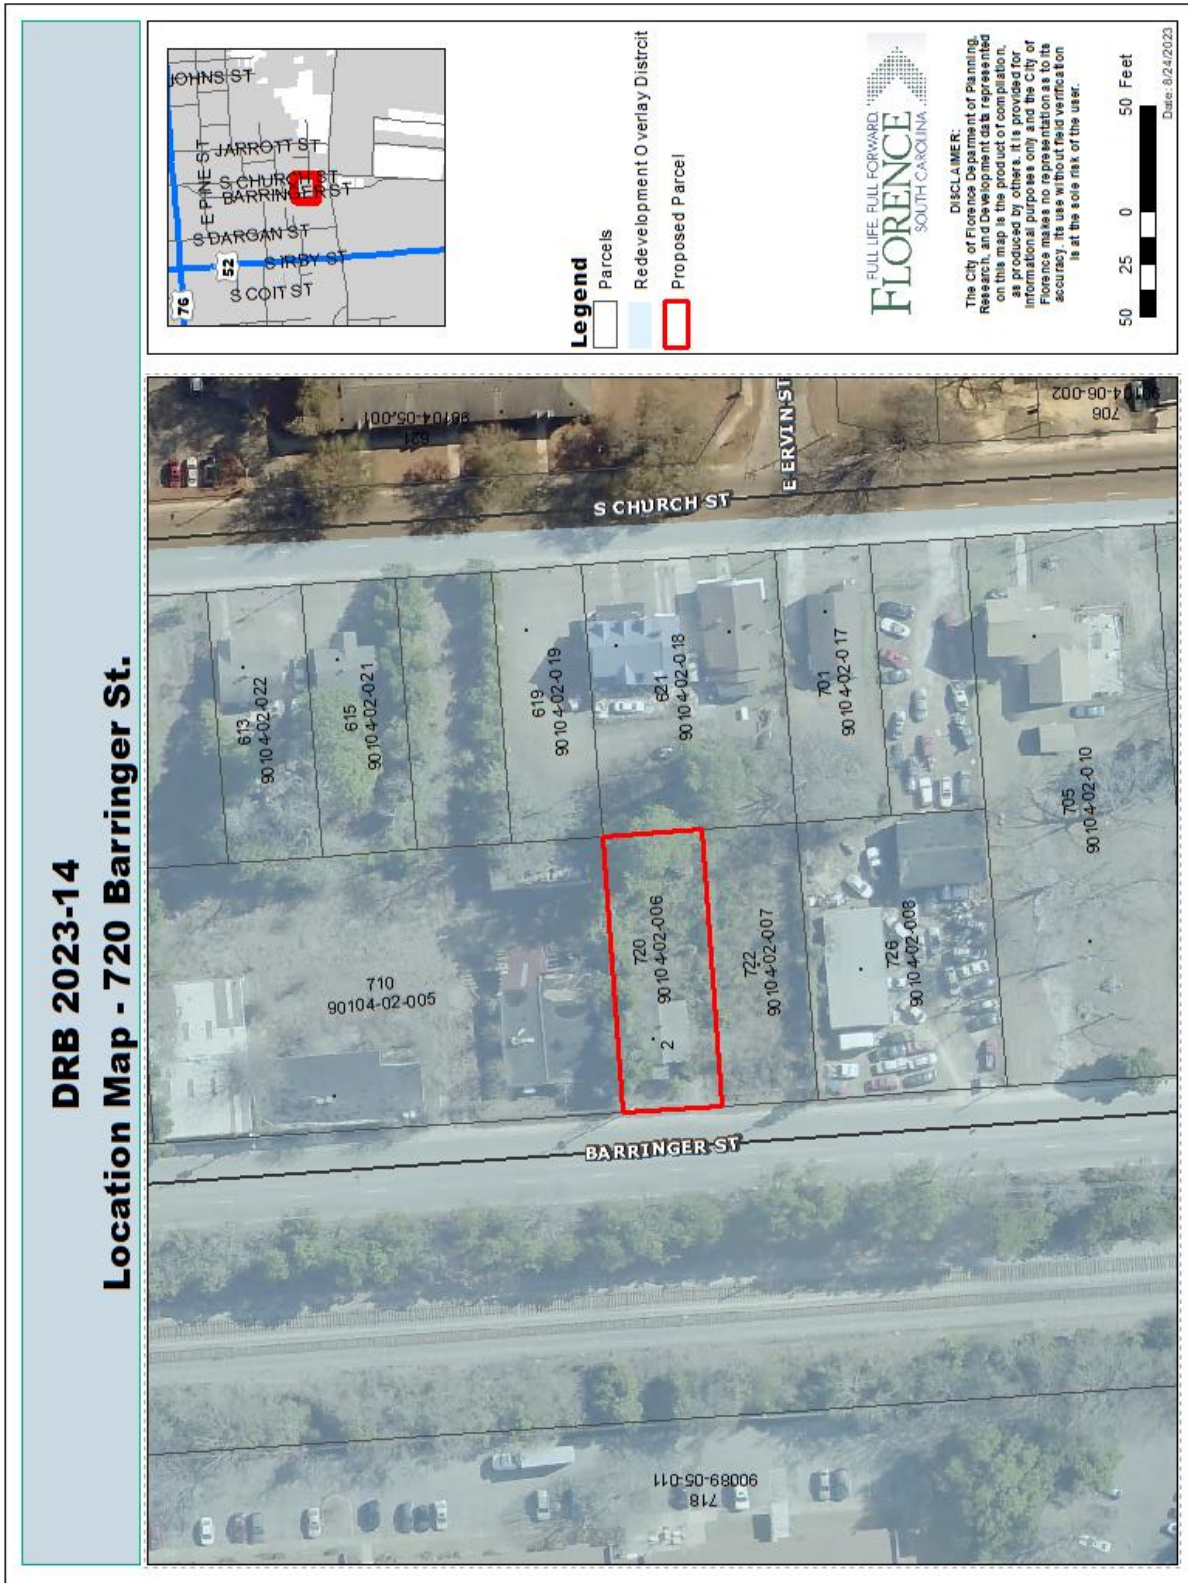 DRB 2023-14
Location Map - 720 Barringer St.
613
90104-02-022
615
90104-02-021
619
90104-02-019
621
90104-02-018
701
90104-02-017
705
90104-02-010
710
90104-02-005
720
90104-02-006
2
722
90104-02-007
726
90104-02-008
718
90089-05-011
621
90104-05-001
706
90104-06-002
S CHURCH ST
E ERVIN ST
BARRINGER ST
JOHNS ST
E PINE ST
JARROTT ST
S CHURCH ST
BARRINGER ST
S DARGAN ST
S IRBY ST
S COIT ST
76
52
Legend
Parcels
Redevelopment Overlay Distrcit
Proposed Parcel
FULL LIFE. FULL FORWARD.
FLORENCE
SOUTH CAROLINA
DISCLAIMER:
The City of Florence Deparment of Planning,
Research, and Development data represented
on this map is the product of compilation,
as produced by others. It is provided for
informational purposes only and the City of
Florence makes no representation as to its
accuracy. Its use without field verification
is at the sole risk of the user.
50 25 0 50 Feet
Date: 8/24/2023